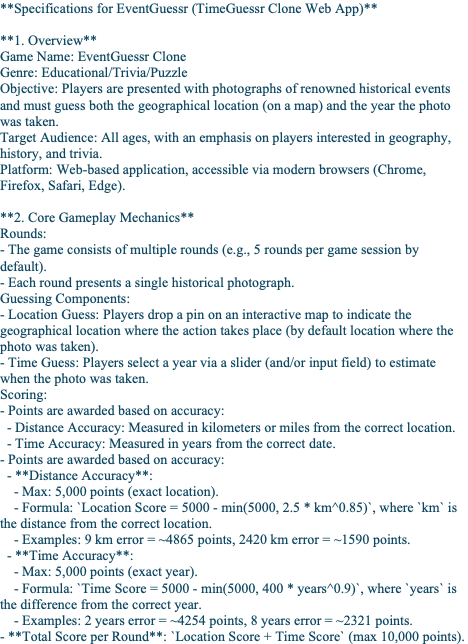 **Specifications for EventGuessr (TimeGuessr Clone Web App)**
**1. Overview**
Game Name: EventGuessr Clone
Genre: Educational/Trivia/Puzzle
Objective: Players are presented with photographs of renowned historical events
and must guess both the geographical location (on a map) and the year the photo
was taken.
Target Audience: All ages, with an emphasis on players interested in geography,
history, and trivia.
Platform: Web-based application, accessible via modern browsers (Chrome,
Firefox, Safari, Edge).
**2. Core Gameplay Mechanics**
Rounds:
- The game consists of multiple rounds (e.g., 5 rounds per game session by
default).
- Each round presents a single historical photograph.
Guessing Components:
- Location Guess: Players drop a pin on an interactive map to indicate the
geographical location where the action takes place (by default location where the
photo was taken).
- Time Guess: Players select a year via a slider (and/or input field) to estimate
when the photo was taken.
Scoring:
- Points are awarded based on accuracy:
- Distance Accuracy: Measured in kilometers or miles from the correct location.
- Time Accuracy: Measured in years from the correct date.
- Points are awarded based on accuracy:
- **Distance Accuracy**:
- Max: 5,000 points (exact location).
- Formula: `Location Score = 5000 - min(5000, 2.5 * km^0.85)`, where `km` is
the distance from the correct location.
- Examples: 9 km error = ~4865 points, 2420 km error = ~1590 points.
- **Time Accuracy**:
- Max: 5,000 points (exact year).
- Formula: `Time Score = 5000 - min(5000, 400 * years^0.9)`, where `years` is
the difference from the correct year.
- Examples: 2 years error = ~4254 points, 8 years error = ~2321 points.
- **Total Score per Round**: `Location Score + Time Score` (max 10,000 points).